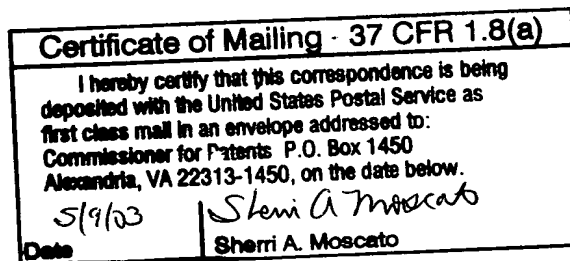 Certificate of Mailing - 37 CFR 1.8(a)
I hereby certify that this correspondence is being
deposited with the United States Postal Service as
first class mail in an envelope addressed to:
Commissioner for Patents P.O. Box 1450
Alexandria, VA 22313-1450, on the date below.
5/9/03 Sherri A Moscato
Date Sherri A. Moscato